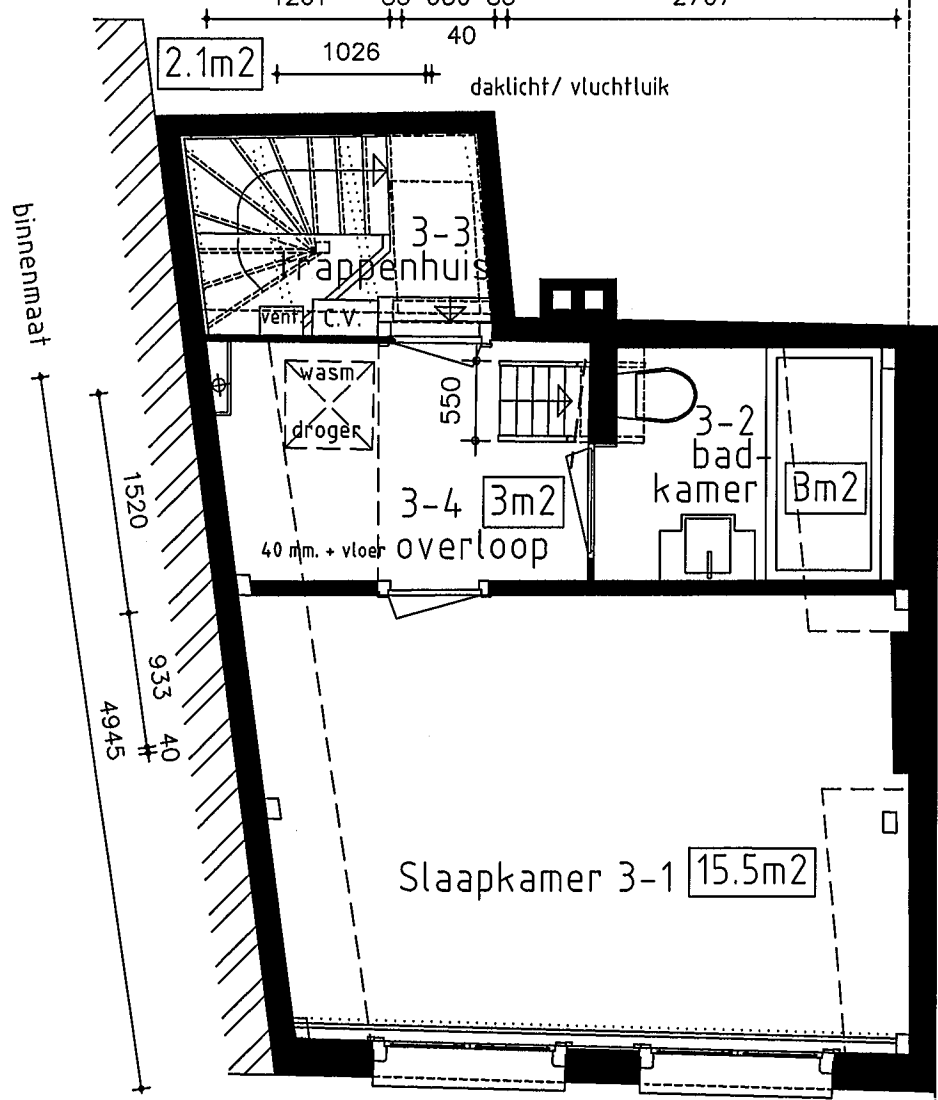 40
2.1m2
1026
daklicht/ vluchtluik
binnenmaat
3-3
Trappenhuis
vent
C.V.
wasm
droger
550
3-2
bad-
kamer
3m2
3-4
3m2
40 mm. + vloer
overloop
1520
933
40
4945
Slaapkamer 3-1
15.5m2